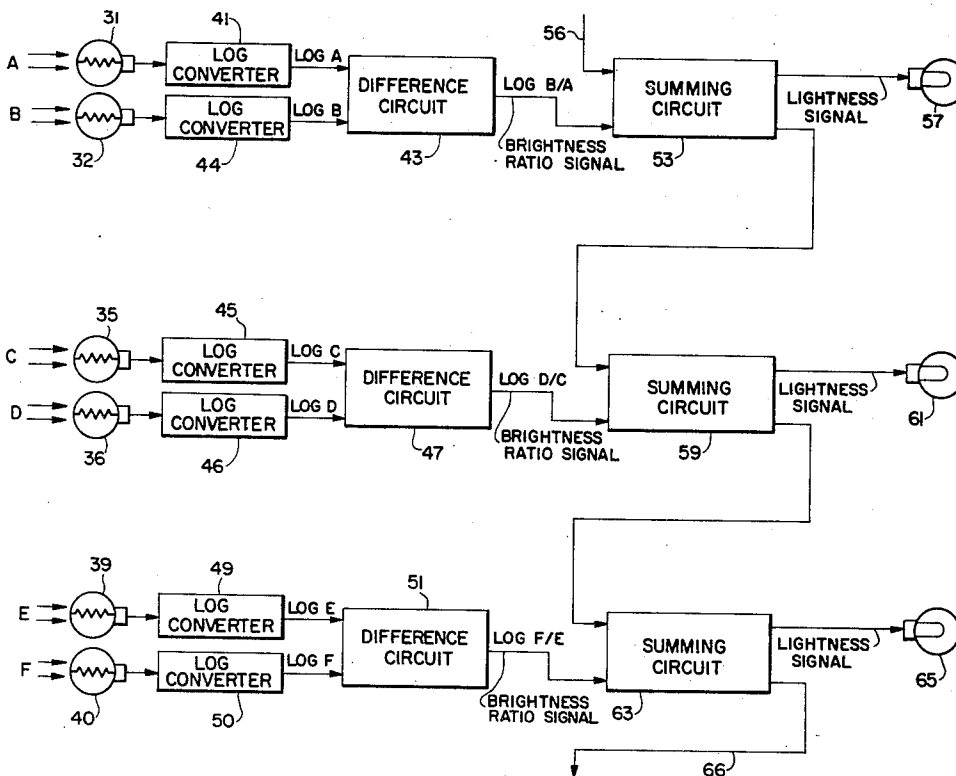 31
41
A
LOG
CONVERTER
LOG A
B
LOG
CONVERTER
LOG B
32
44
DIFFERENCE
CIRCUIT
43
LOG B/A
BRIGHTNESS
RATIO SIGNAL
56
SUMMING
CIRCUIT
53
LIGHTNESS
SIGNAL
57
35
45
C
LOG
CONVERTER
LOG C
D
LOG
CONVERTER
LOG D
36
46
DIFFERENCE
CIRCUIT
47
LOG D/C
BRIGHTNESS
RATIO SIGNAL
SUMMING
CIRCUIT
59
LIGHTNESS
SIGNAL
61
39
49
E
LOG
CONVERTER
LOG E
F
LOG
CONVERTER
LOG F
40
50
51
DIFFERENCE
CIRCUIT
LOG F/E
BRIGHTNESS
RATIO SIGNAL
SUMMING
CIRCUIT
63
LIGHTNESS
SIGNAL
65
66